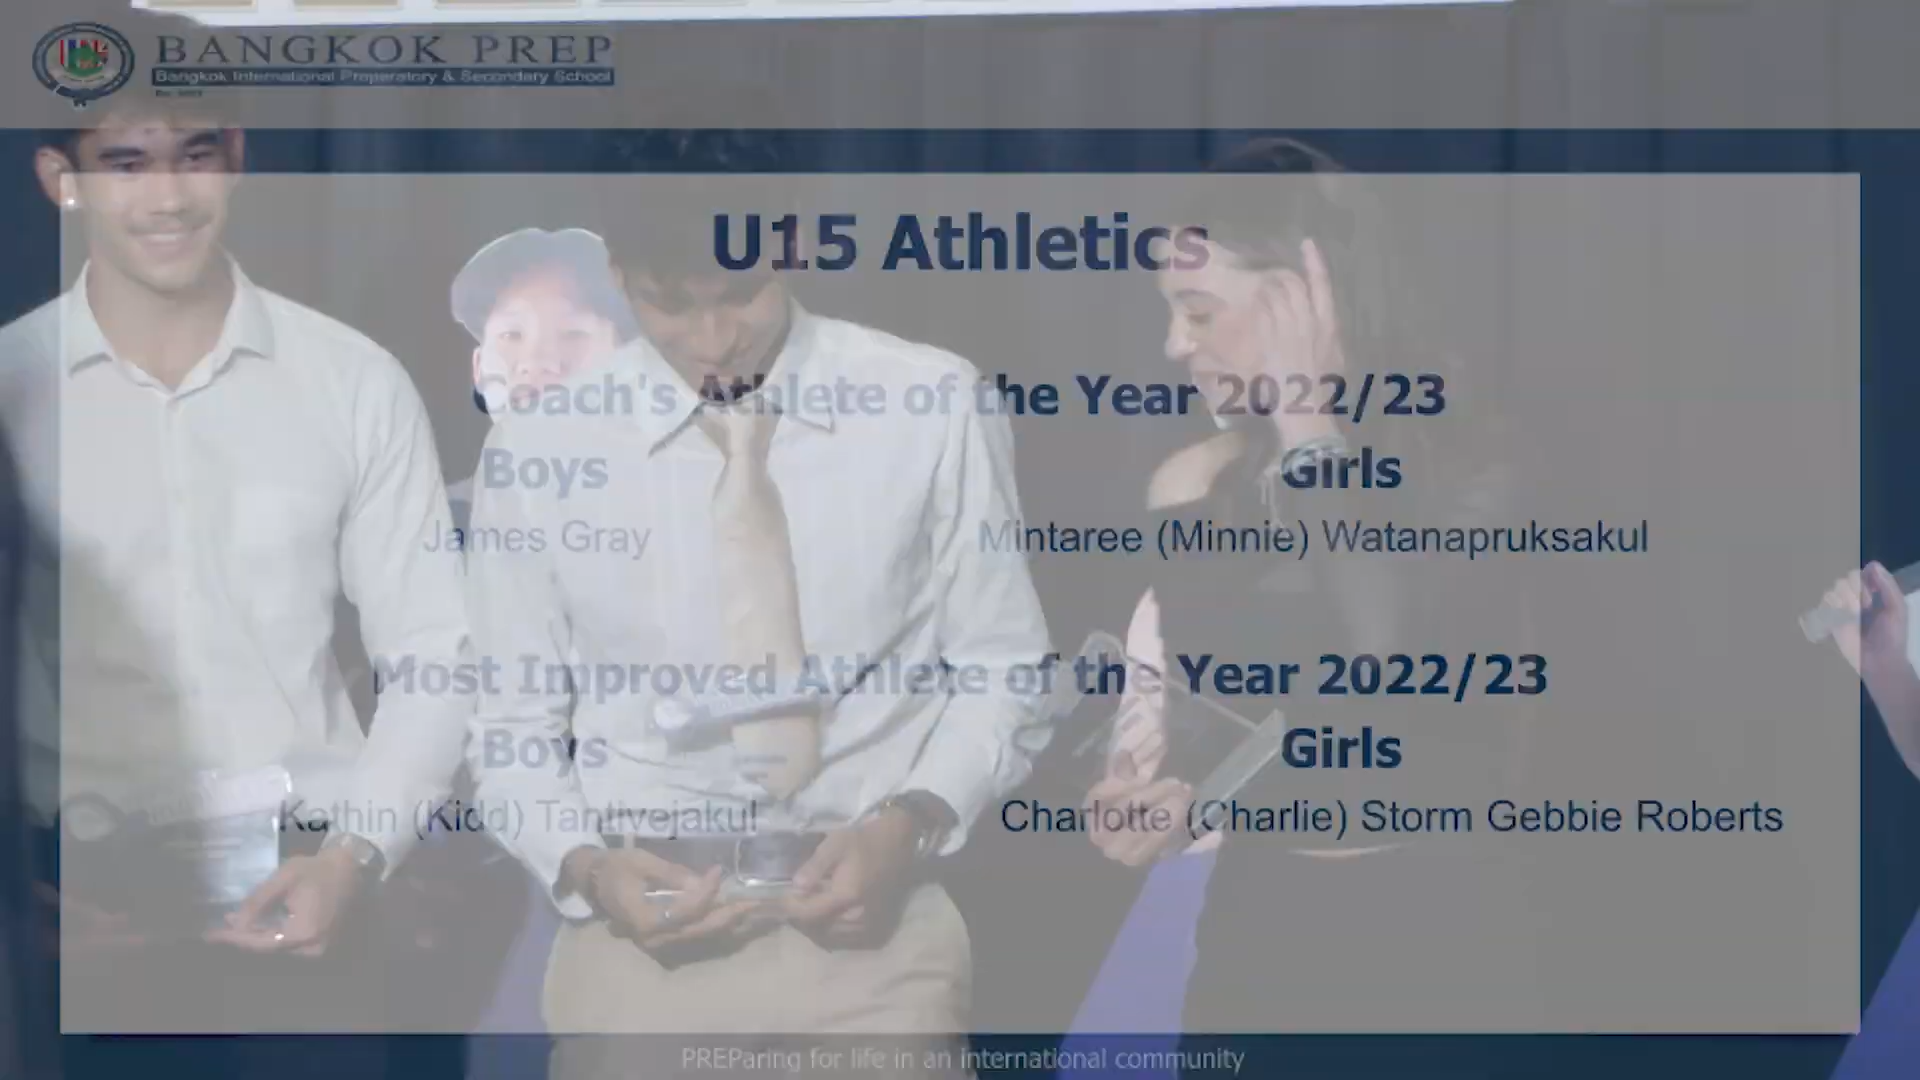 BANGKOK PREP
Bangkok International Preparatory & Secondary School
U15 Athletics
Coach's Athlete of the Year 2022/23
Boys
Girls
James Gray
Mintaree (Minnie) Watanapruksakul
Most Improved Athlete of the Year 2022/23
Boys
Girls
Kathin (Kidd) Tantivejakul
Charlotte (Charlie) Storm Gebbie Roberts
PREParing for life in an international community